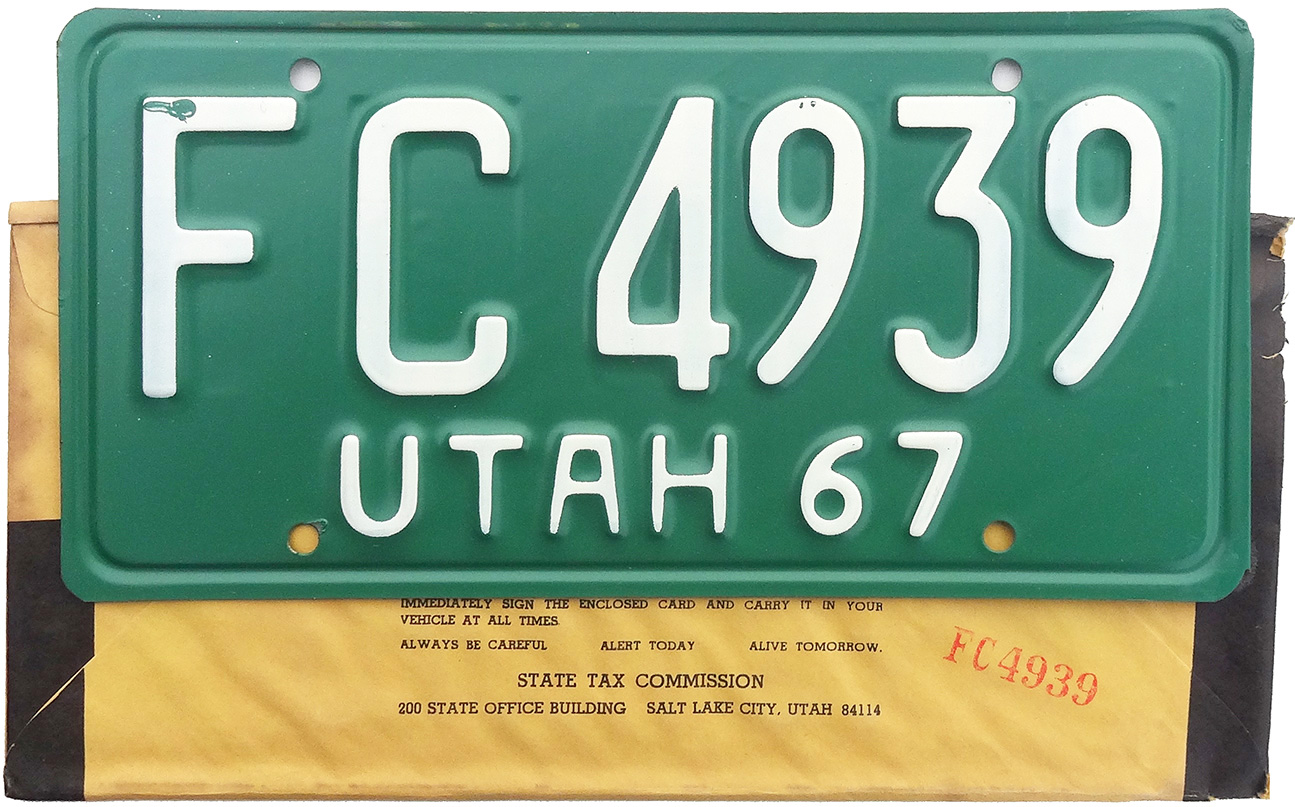 FC 4939
UTAH 67
IMMEDIATELY SIGN THE ENCLOSED CARD AND CARRY IT IN YOUR
VEHICLE AT ALL TIMES.
ALWAYS BE CAREFUL ALERT TODAY ALIVE TOMORROW.
FC4939
STATE TAX COMMISSION
200 STATE OFFICE BUILDING SALT LAKE CITY, UTAH 84114